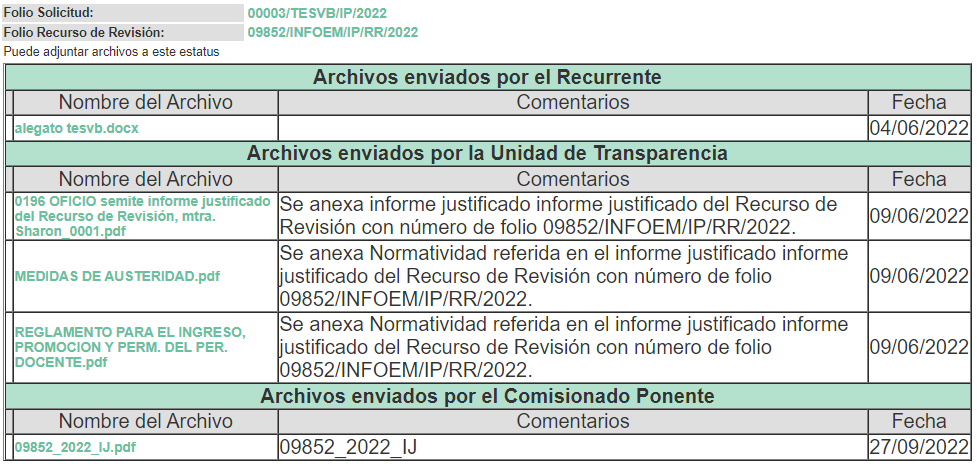 Folio Solicitud: 00003/TESVB/IP/2022
Folio Recurso de Revisión: 09852/INFOEM/IP/RR/2022
Puede adjuntar archivos a este estatus
Archivos enviados por el Recurrente
Nombre del Archivo Comentarios Fecha
alegato tesvb.docx 04/06/2022
Archivos enviados por la Unidad de Transparencia
Nombre del Archivo Comentarios Fecha
0196 OFICIO semite informe justificado
del Recurso de Revisión, mtra.
Sharon_0001.pdf
Se anexa informe justificado informe justificado del Recurso de
Revisión con número de folio 09852/INFOEM/IP/RR/2022.
09/06/2022
MEDIDAS DE AUSTERIDAD.pdf
Se anexa Normatividad referida en el informe justificado informe
justificado del Recurso de Revisión con número de folio
09852/INFOEM/IP/RR/2022.
09/06/2022
REGLAMENTO PARA EL INGRESO,
PROMOCION Y PERM. DEL PER.
DOCENTE.pdf
Se anexa Normatividad referida en el informe justificado informe
justificado del Recurso de Revisión con número de folio
09852/INFOEM/IP/RR/2022.
09/06/2022
Archivos enviados por el Comisionado Ponente
Nombre del Archivo Comentarios Fecha
09852_2022_IJ.pdf 09852_2022_IJ 27/09/2022